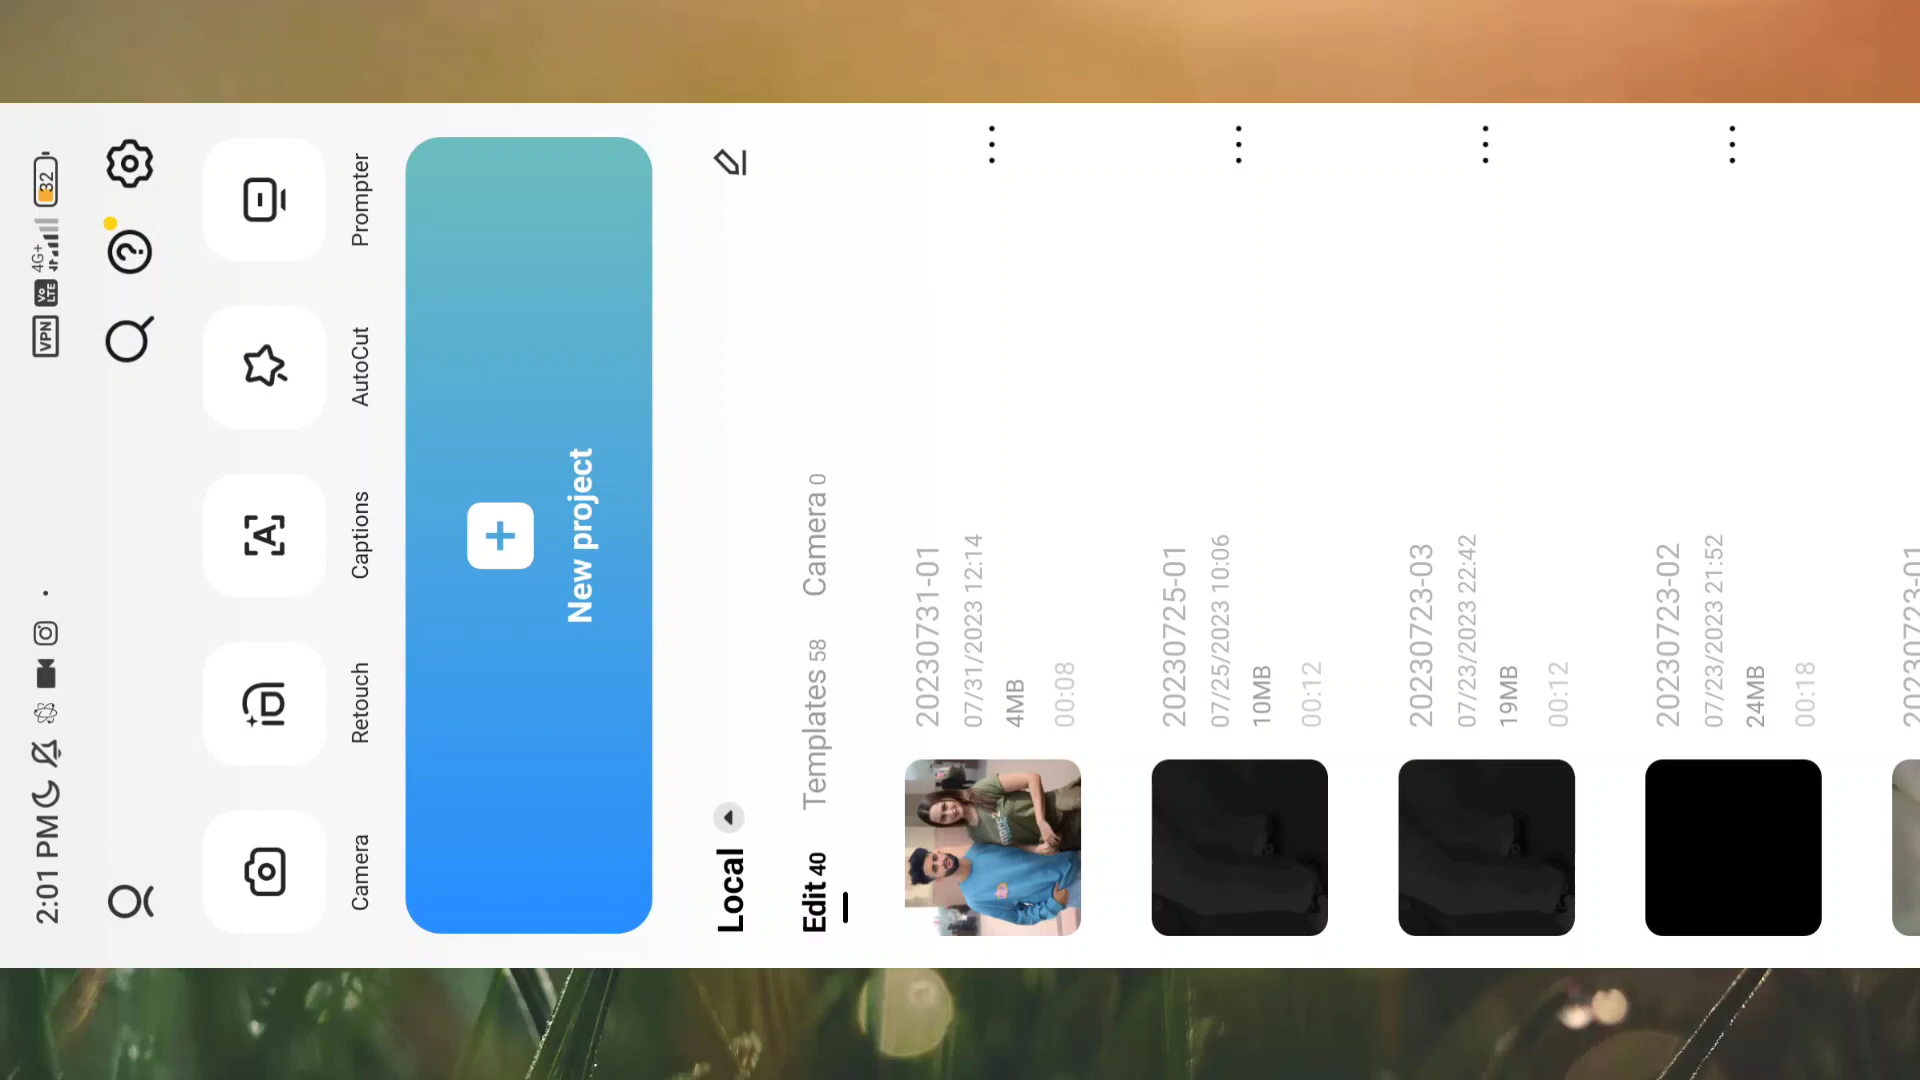 2:01 PM VPN Vo LTE 4G+ 32
Camera Retouch Captions AutoCut Prompter
New project
Local
Edit 40 Templates 58 Camera 0
20230731-01
07/31/2023 12:14
4MB
00:08
20230725-01
07/25/2023 10:06
10MB
00:12
20230723-03
07/23/2023 22:42
19MB
00:12
20230723-02
07/23/2023 21:52
24MB
00:18
20230723-01